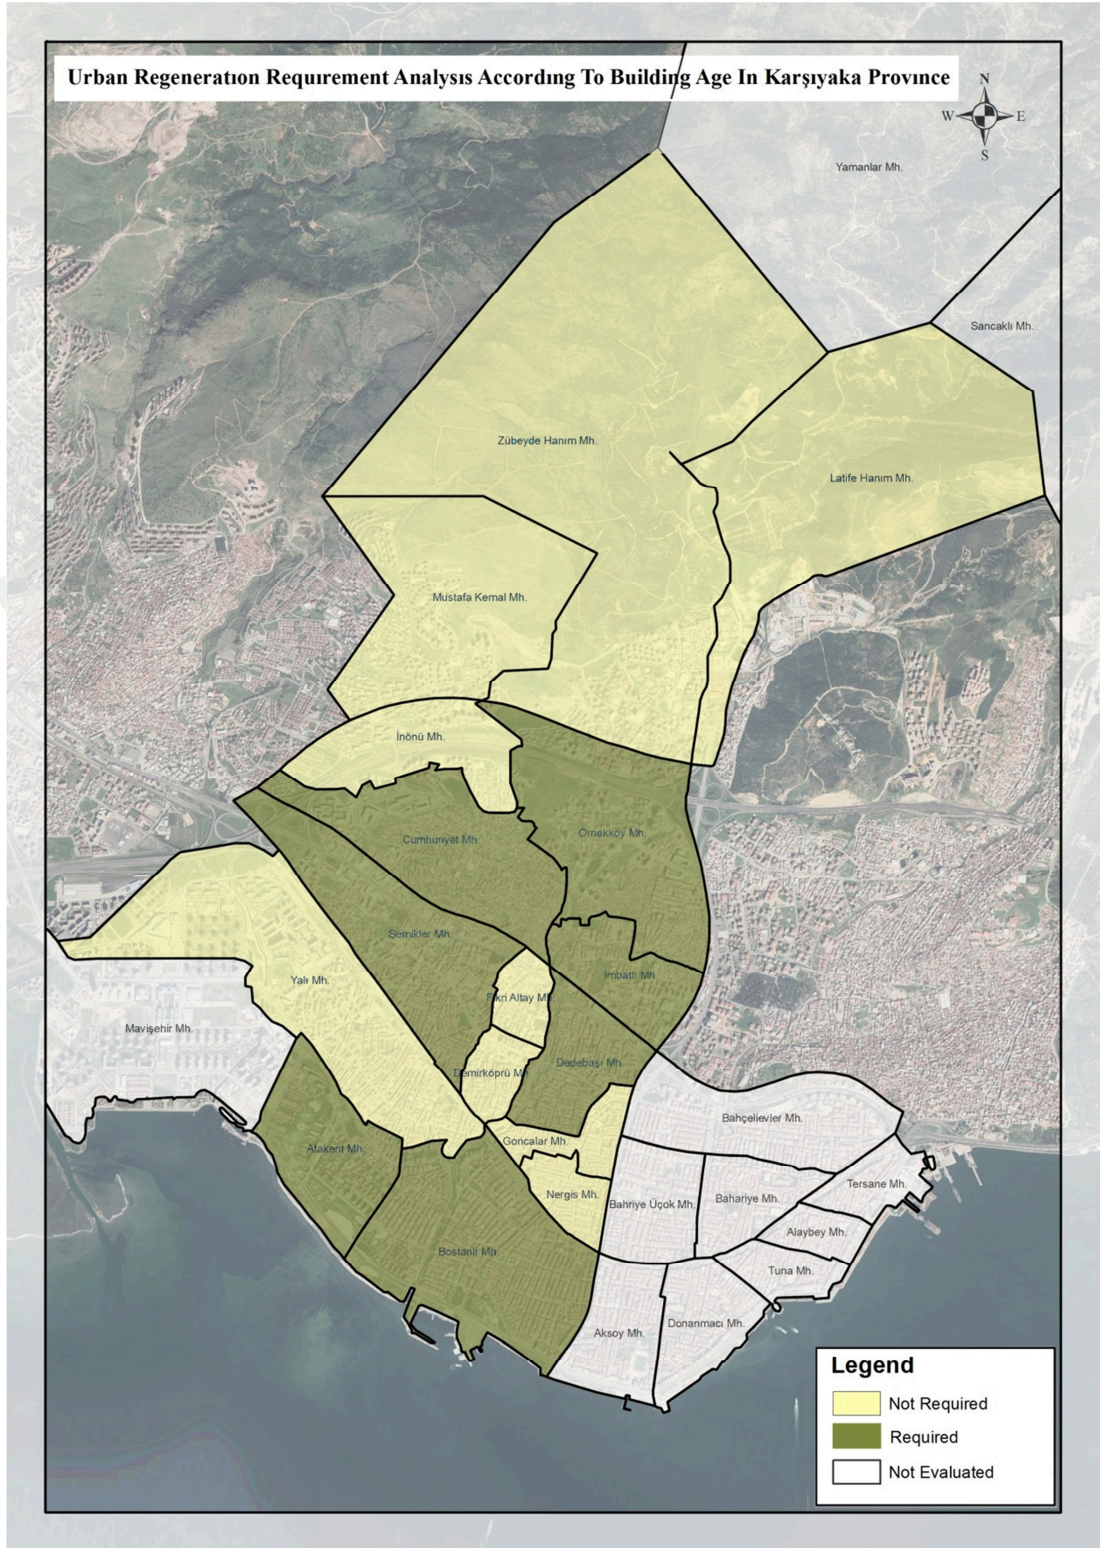 Urban Regeneratıon Requırement Analysıs Accordıng To Building Age In Karşıyaka Provınce
N
W E
S
Yamanlar Mh.
Sancaklı Mh.
Zübeyde Hanım Mh.
Latife Hanım Mh.
Mustafa Kemal Mh.
İnönü Mh.
Örnekköy Mh.
Cumhuriyet Mh.
Şemikler Mh.
İmbatlı Mh.
Yalı Mh.
Fikri Altay Mh.
Mavişehir Mh.
Dedebaşı Mh.
Demirköprü Mh.
Bahçelievler Mh.
Goncalar Mh.
Atakent Mh.
Tersane Mh.
Nergis Mh.
Bahriye Üçok Mh.
Bahariye Mh.
Alaybey Mh.
Bostanlı Mh.
Tuna Mh.
Donanmacı Mh.
Aksoy Mh.
Legend
Not Required
Required
Not Evaluated